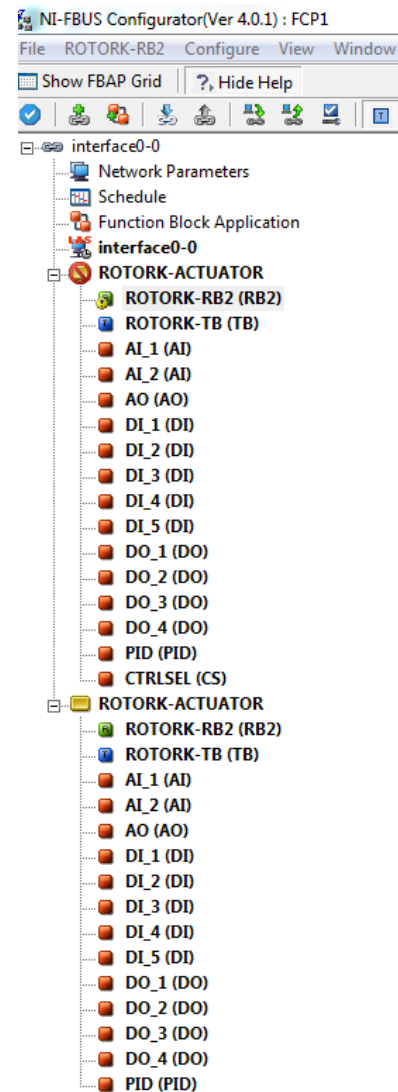 NI-FBUS Configurator(Ver 4.0.1) : FCP1
File ROTORK-RB2 Configure View Window
Show FBAP Grid ?, Hide Help
T
interface0-0
Network Parameters
Schedule
Function Block Application
LAS interface0-0
ROTORK-ACTUATOR
ROTORK-RB2 (RB2)
T ROTORK-TB (TB)
AI_1 (AI)
AI_2 (AI)
AO (AO)
DI_1 (DI)
DI_2 (DI)
DI_3 (DI)
DI_4 (DI)
DI_5 (DI)
DO_1 (DO)
DO_2 (DO)
DO_3 (DO)
DO_4 (DO)
PID (PID)
CTRLSEL (CS)
ROTORK-ACTUATOR
R ROTORK-RB2 (RB2)
T ROTORK-TB (TB)
AI_1 (AI)
AI_2 (AI)
AO (AO)
DI_1 (DI)
DI_2 (DI)
DI_3 (DI)
DI_4 (DI)
DI_5 (DI)
DO_1 (DO)
DO_2 (DO)
DO_3 (DO)
DO_4 (DO)
PID (PID)